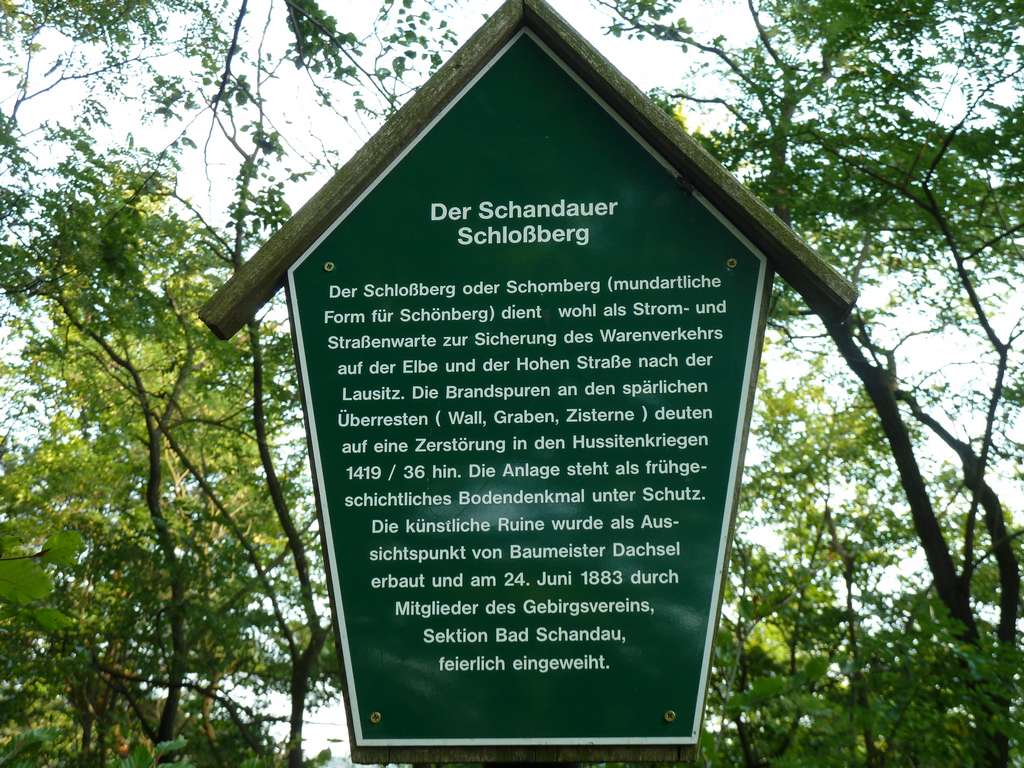 Der Schandauer
Schloßberg
Der Schloßberg oder Schomberg (mundartliche
Form für Schönberg) dient wohl als Strom- und
Straßenwarte zur Sicherung des Warenverkehrs
auf der Elbe und der Hohen Straße nach der
Lausitz. Die Brandspuren an den spärlichen
Überresten ( Wall, Graben, Zisterne ) deuten
auf eine Zerstörung in den Hussitenkriegen
1419 / 36 hin. Die Anlage steht als frühge-
schichtliches Bodendenkmal unter Schutz.
Die künstliche Ruine wurde als Aus-
sichtspunkt von Baumeister Dachsel
erbaut und am 24. Juni 1883 durch
Mitglieder des Gebirgsvereins,
Sektion Bad Schandau,
feierlich eingeweiht.